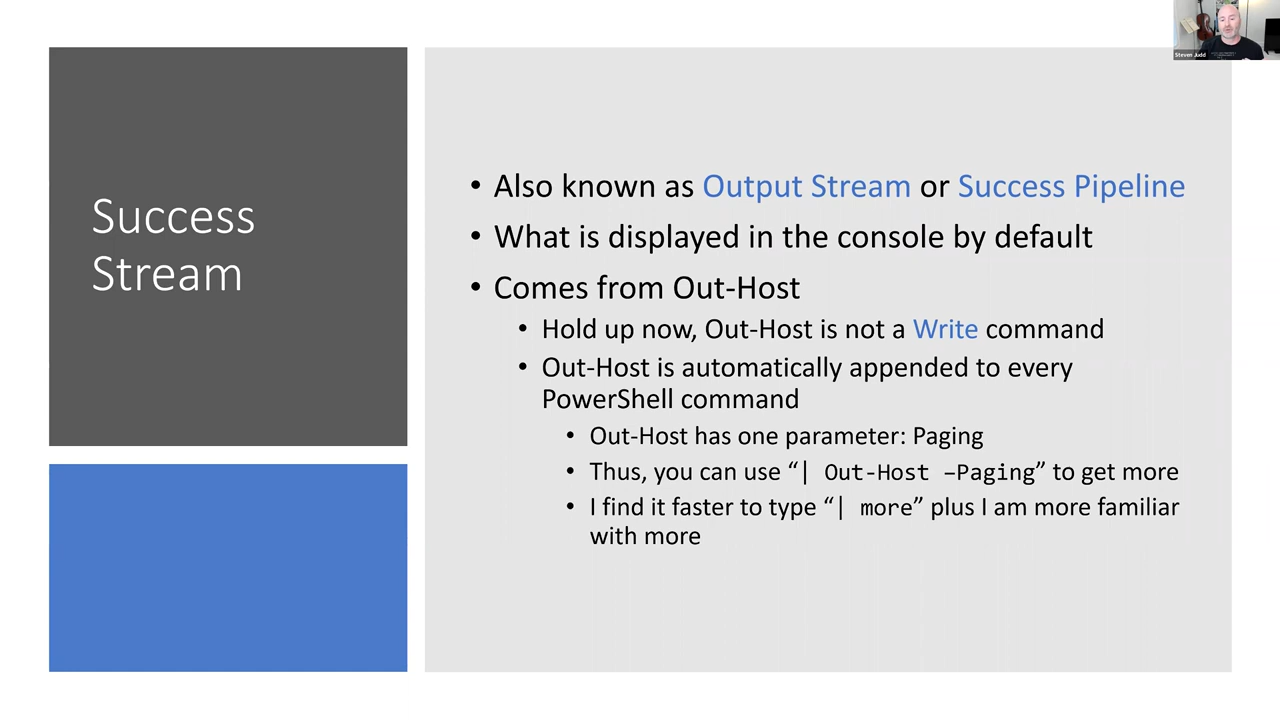 Success
Stream
• Also known as Output Stream or Success Pipeline
• What is displayed in the console by default
• Comes from Out-Host
• Hold up now, Out-Host is not a Write command
• Out-Host is automatically appended to every
PowerShell command
• Out-Host has one parameter: Paging
• Thus, you can use “| Out-Host –Paging” to get more
• I find it faster to type “| more” plus I am more familiar
with more
Steven Judd